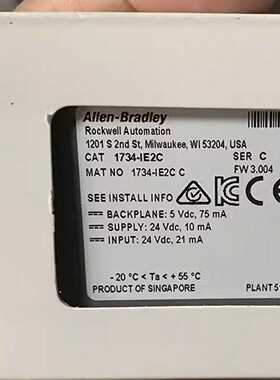 Allen-Bradley
Rockwell Automation
1201 S 2nd St, Milwaukee, WI 53204, USA
CAT 1734-IE2C SER C
MAT NO 1734-IE2C C FW 3.004
SEE INSTALL INFO
BACKPLANE: 5 Vdc, 75 mA
SUPPLY: 24 Vdc, 10 mA
INPUT: 24 Vdc, 21 mA
- 20 °C < Ta < + 55 °C
PRODUCT OF SINGAPORE PLANT 51